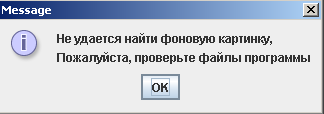 Message
Не удается найти фоновую картинку,
Пожалуйста, проверьте файлы программы
OK